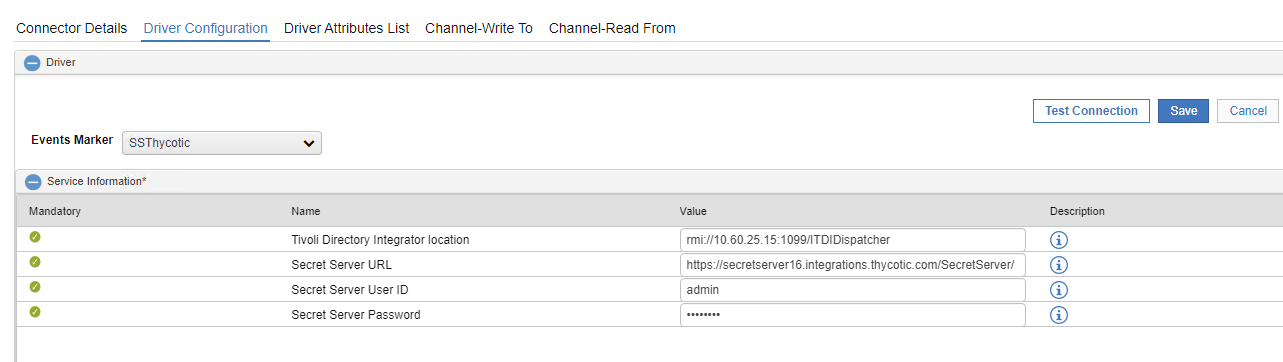 Connector Details Driver Configuration Driver Attributes List Channel-Write To Channel-Read From
Driver
Test Connection Save Cancel
Events Marker SSThycotic
Service Information*
Mandatory Name Value Description
Tivoli Directory Integrator location rmi://10.60.25.15:1099/ITDIDispatcher
Secret Server URL https://secretserver16.integrations.thycotic.com/SecretServer/
Secret Server User ID admin
Secret Server Password ••••••••